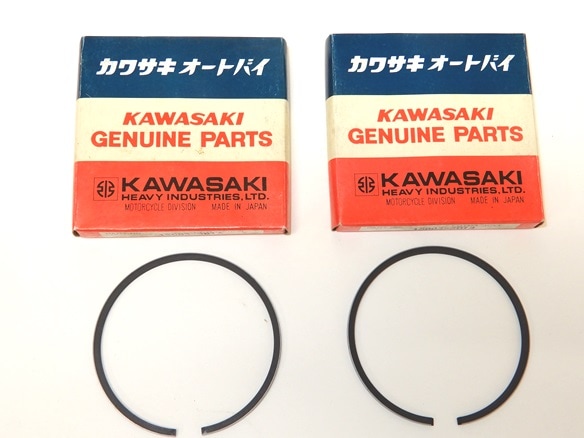 カワサキ オートバイ
KAWASAKI
GENUINE PARTS
KAWASAKI
HEAVY INDUSTRIES, LTD.
MOTORCYCLE DIVISION MADE IN JAPAN
カワサキ オートバイ
KAWASAKI
GENUINE PARTS
KAWASAKI
HEAVY INDUSTRIES, LTD.
MOTORCYCLE DIVISION MADE IN JAPAN